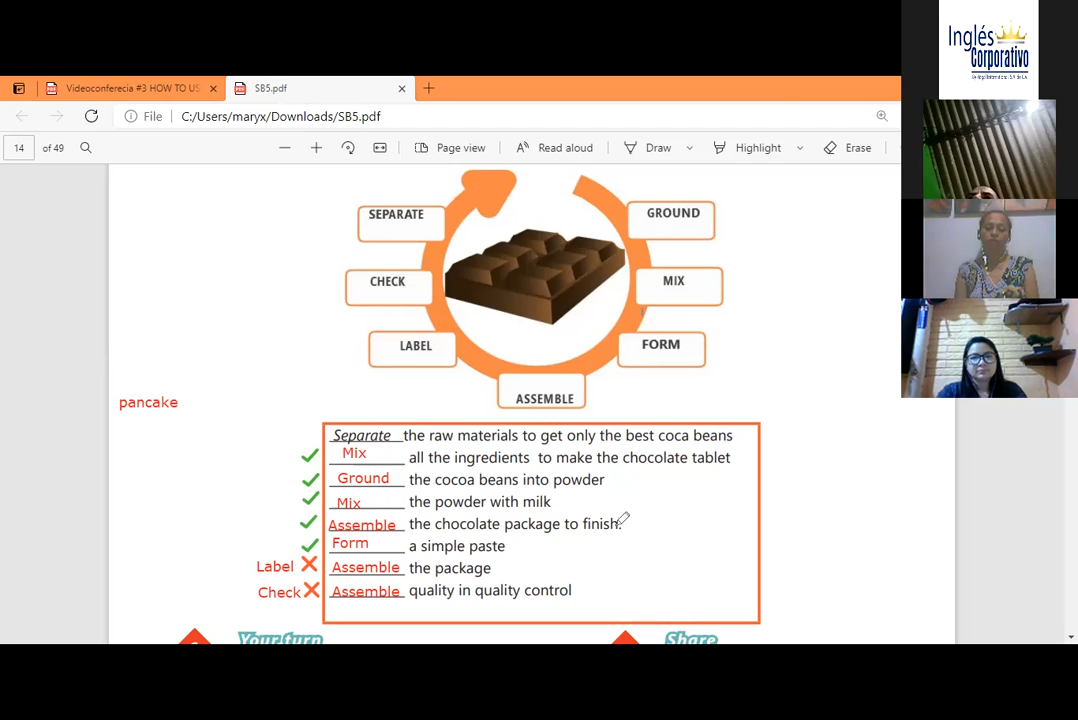 Videoconferecia #3 HOW TO US
SB5.pdf
File C:/Users/maryx/Downloads/SB5.pdf
14 of 49 Page view Read aloud Draw Highlight Erase
Inglés
Corporativo
SEPARATE
GROUND
CHECK
MIX
LABEL
FORM
ASSEMBLE
pancake
Separate the raw materials to get only the best coca beans
Mix all the ingredients to make the chocolate tablet
Ground the cocoa beans into powder
Mix the powder with milk
Assemble the chocolate package to finish.
Form a simple paste
Label Assemble the package
Check Assemble quality in quality control
Your turn
Share